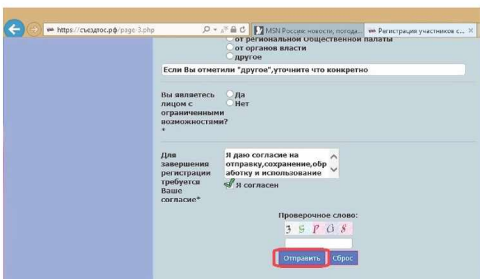 https://съездтос.рф/page-3.php
MSN Россия: новости, погода...
Регистрация участников с...
от региональной Общественной палаты
от органов власти
другое
Если Вы отметили "другое",уточните что конкретно
Вы являетесь лицом с ограниченными возможностями? *
Да
Нет
Для завершения регистрации требуется Ваше согласие*
Я даю согласие на
отправку,сохранение,обр
аботку и использование
Я согласен
Проверочное слово:
Отправить
Сброс